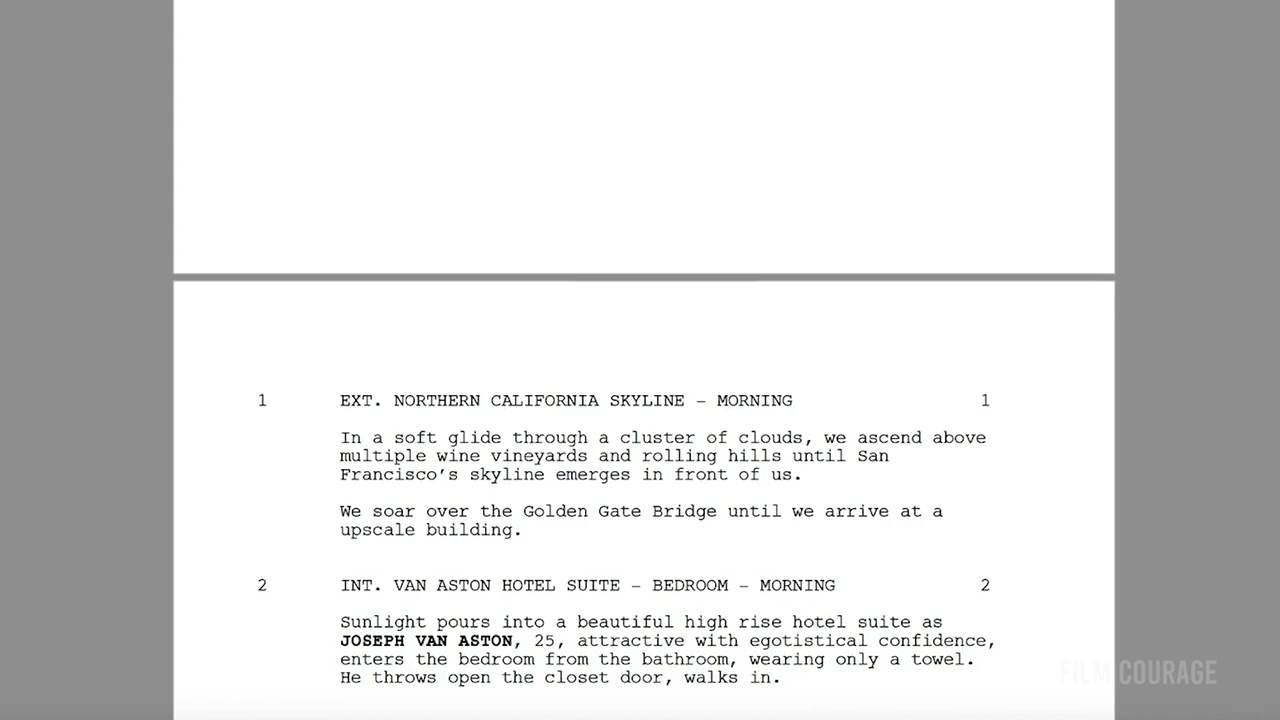 1 EXT. NORTHERN CALIFORNIA SKYLINE – MORNING 1
In a soft glide through a cluster of clouds, we ascend above
multiple wine vineyards and rolling hills until San
Francisco's skyline emerges in front of us.
We soar over the Golden Gate Bridge until we arrive at a
upscale building.
2 INT. VAN ASTON HOTEL SUITE – BEDROOM – MORNING 2
Sunlight pours into a beautiful high rise hotel suite as
JOSEPH VAN ASTON, 25, attractive with egotistical confidence,
enters the bedroom from the bathroom, wearing only a towel.
He throws open the closet door, walks in.
FILM COURAGE